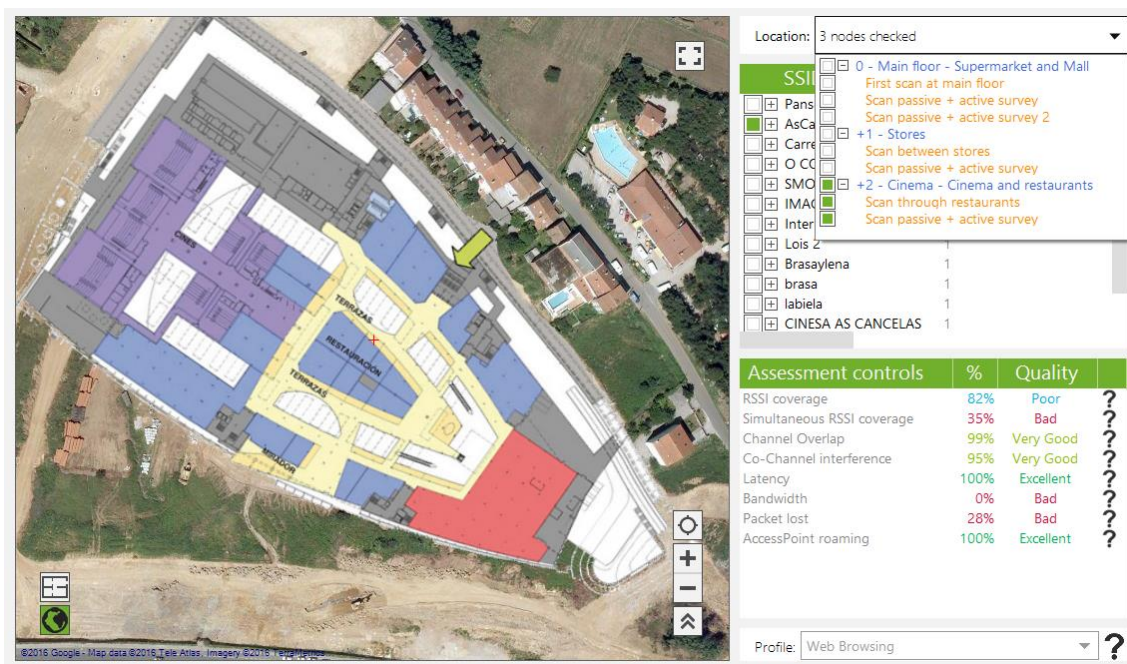 Location: 3 nodes checked
0 - Main floor - Supermarket and Mall
First scan at main floor
Scan passive + active survey
Scan passive + active survey 2
+1 - Stores
Scan between stores
Scan passive + active survey
+2 - Cinema - Cinema and restaurants
Scan through restaurants
Scan passive + active survey
SSI
Pans
AsCa
Carre
O CO
SMO
IMAG
Inter
Lois 2 1
Brasaylena 1
brasa 1
labiela 1
CINESA AS CANCELAS 1
CINES
TERRAZAS
RESTAURACIÓN
TERRAZAS
MIRADOR
Assessment controls % Quality
RSSI coverage 82% Poor ?
Simultaneous RSSI coverage 35% Bad ?
Channel Overlap 99% Very Good ?
Co-Channel interference 95% Very Good ?
Latency 100% Excellent ?
Bandwidth 0% Bad ?
Packet lost 28% Bad ?
AccessPoint roaming 100% Excellent ?
Profile: Web Browsing ?
©2016 Google - Map data ©2016 Tele Atlas, Imagery ©2016 TerraMetrics